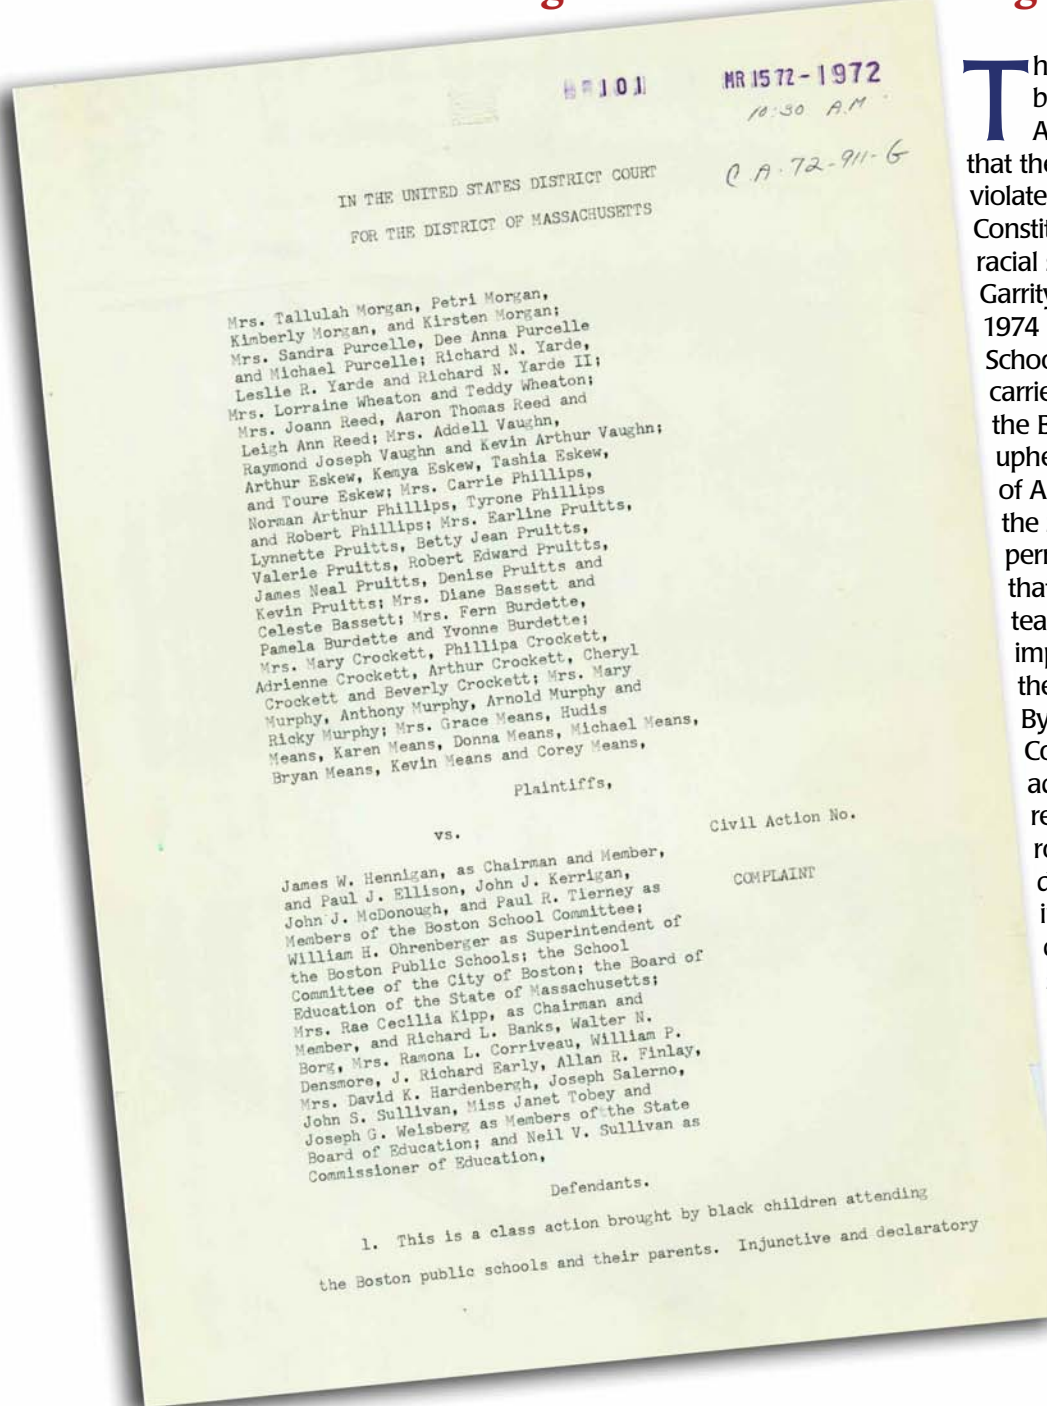 MR 15 72-1972
10:30 A.M
C.A. 72-911-G
IN THE UNITED STATES DISTRICT COURT
FOR THE DISTRICT OF MASSACHUSETTS
Mrs. Tallulah Morgan, Petri Morgan,
Kimberly Morgan, and Kirsten Morgan;
Mrs. Sandra Purcelle, Dee Anna Purcelle
and Michael Purcelle; Richard N. Yarde,
Leslie R. Yarde and Richard N. Yarde II;
Mrs. Lorraine Wheaton and Teddy Wheaton;
Mrs. Joann Reed, Aaron Thomas Reed and
Leigh Ann Reed; Mrs. Addell Vaughn,
Raymond Joseph Vaughn and Kevin Arthur Vaughn;
Arthur Eskew, Kemya Eskew, Tashia Eskew,
and Toure Eskew; Mrs. Carrie Phillips,
Norman Arthur Phillips, Tyrone Phillips
and Robert Phillips; Mrs. Earline Pruitts,
Lynnette Pruitts, Betty Jean Pruitts,
Valerie Pruitts, Robert Edward Pruitts,
James Neal Pruitts, Denise Pruitts and
Kevin Pruitts; Mrs. Diane Bassett and
Celeste Bassett; Mrs. Fern Burdette,
Pamela Burdette and Yvonne Burdette;
Mrs. Mary Crockett, Phillipa Crockett,
Adrienne Crockett, Arthur Crockett, Cheryl
Crockett and Beverly Crockett; Mrs. Mary
Murphy, Anthony Murphy, Arnold Murphy and
Ricky Murphy; Mrs. Grace Means, Hudis
Means, Karen Means, Donna Means, Michael Means,
Bryan Means, Kevin Means and Corey Means,
Plaintiffs,
vs.
Civil Action No.
COMPLAINT
James W. Hennigan, as Chairman and Member,
and Paul J. Ellison, John J. Kerrigan,
John J. McDonough, and Paul R. Tierney as
Members of the Boston School Committee;
William H. Ohrenberger as Superintendent of
the Boston Public Schools; the School
Committee of the City of Boston; the Board of
Education of the State of Massachusetts;
Mrs. Rae Cecilia Kipp, as Chairman and
Member, and Richard L. Banks, Walter N.
Borg, Mrs. Ramona L. Corriveau, William P.
Densmore, J. Richard Early, Allan R. Finlay,
Mrs. David K. Hardenbergh, Joseph Salerno,
John S. Sullivan, Miss Janet Tobey and
Joseph G. Weisberg as Members of the State
Board of Education; and Neil V. Sullivan as
Commissioner of Education,
Defendants.
1. This is a class action brought by black children attending
the Boston public schools and their parents. Injunctive and declaratory
that the
violate
racial
Garrity
1974
Schoo
carrie
the B
uphe
of A
the
per
that
tea
imp
the
By
Co